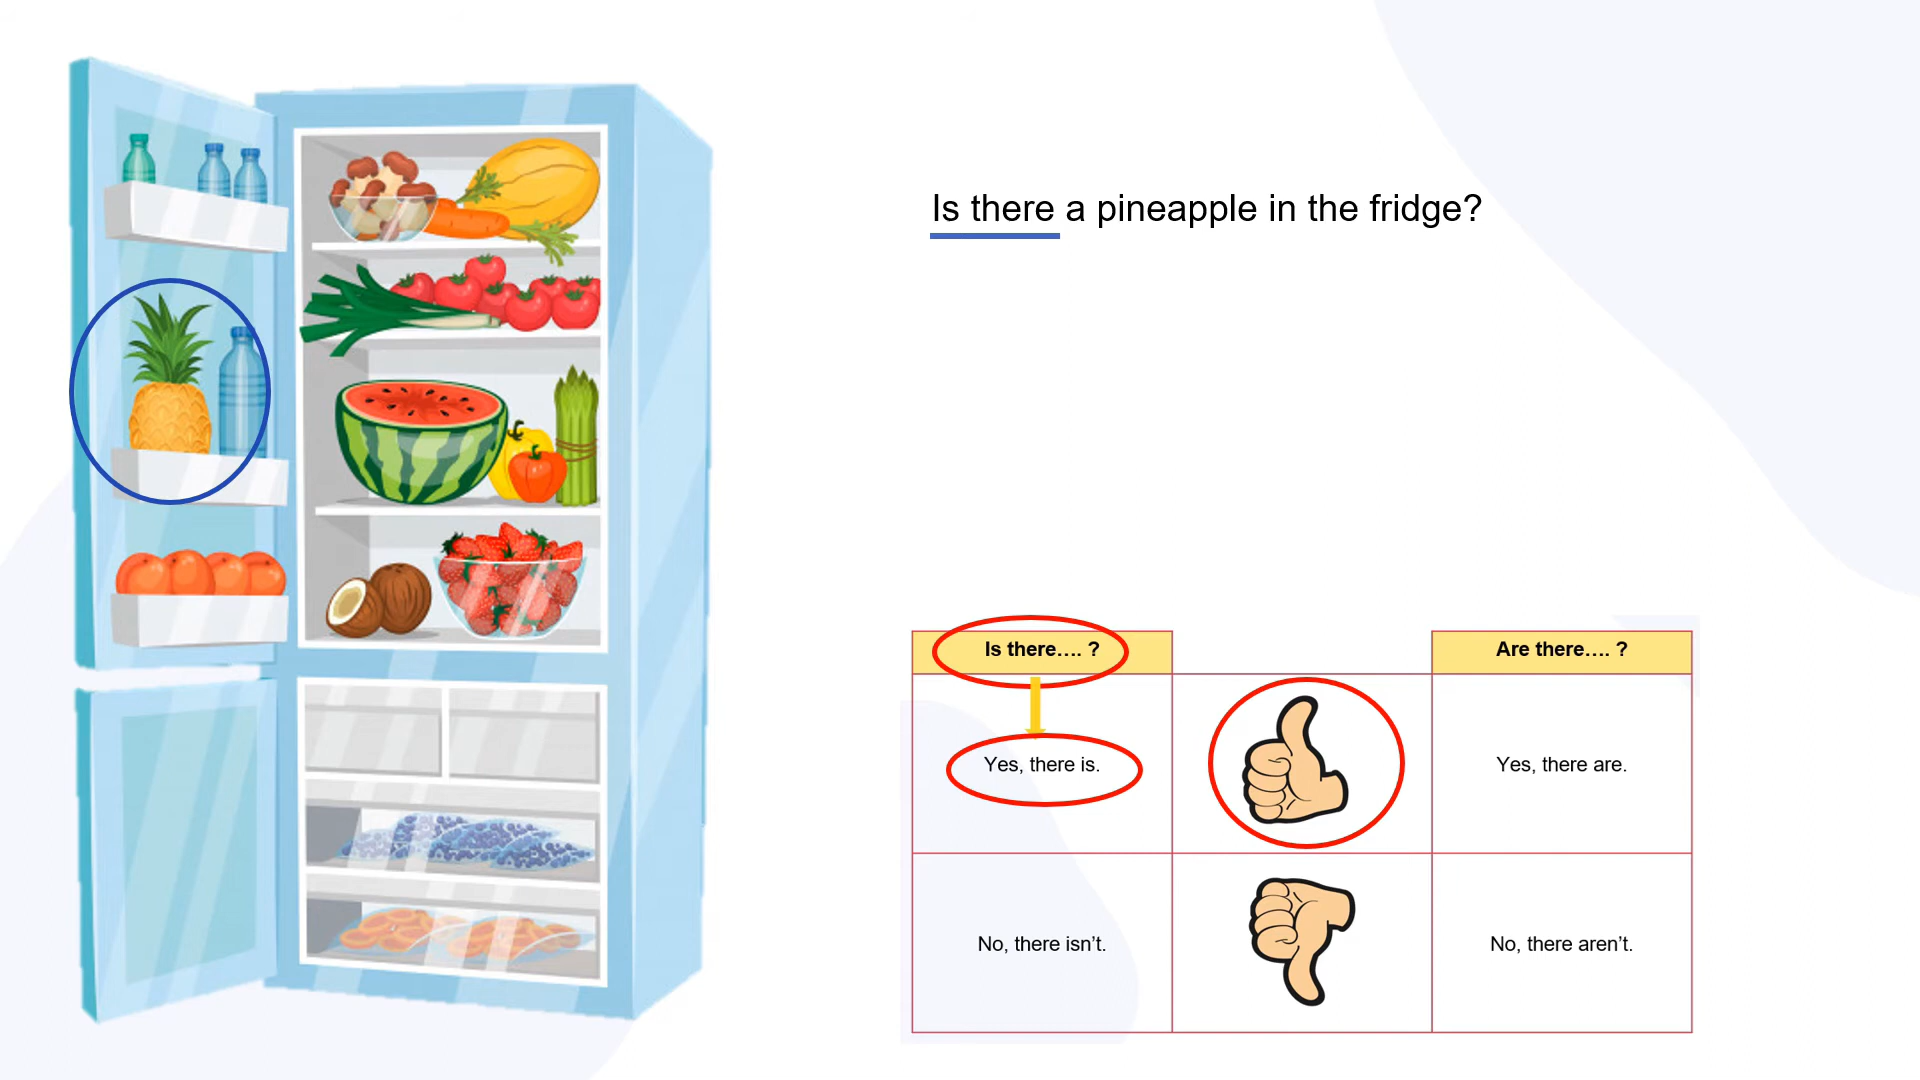 Is there a pineapple in the fridge?
Is there.... ?
Are there.... ?
Yes, there is.
Yes, there are.
No, there isn’t.
No, there aren’t.